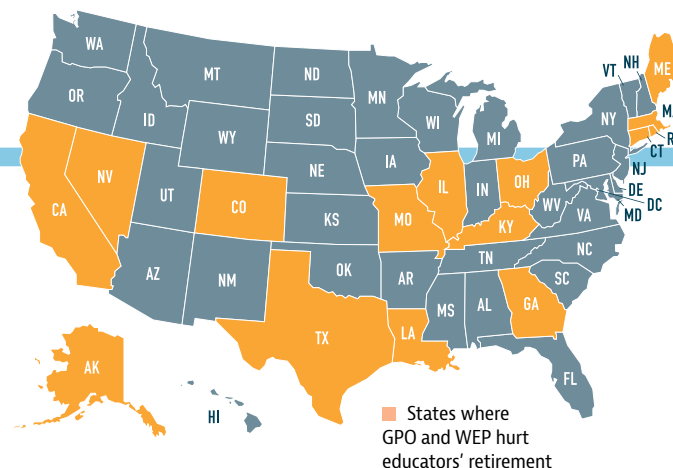 WA
MT
ND
MN
VT
NH
ME
OR
ID
SD
WI
MI
NY
WY
CT
IA
NE
PA
NJ
NV
IL
IN
OH
DE
UT
CO
DC
CA
MO
WV
MD
KS
VA
KY
NC
TN
OK
AZ
NM
AR
SC
MS
AL
GA
TX
LA
AK
FL
HI
States where
GPO and WEP hurt
educators’ retirement